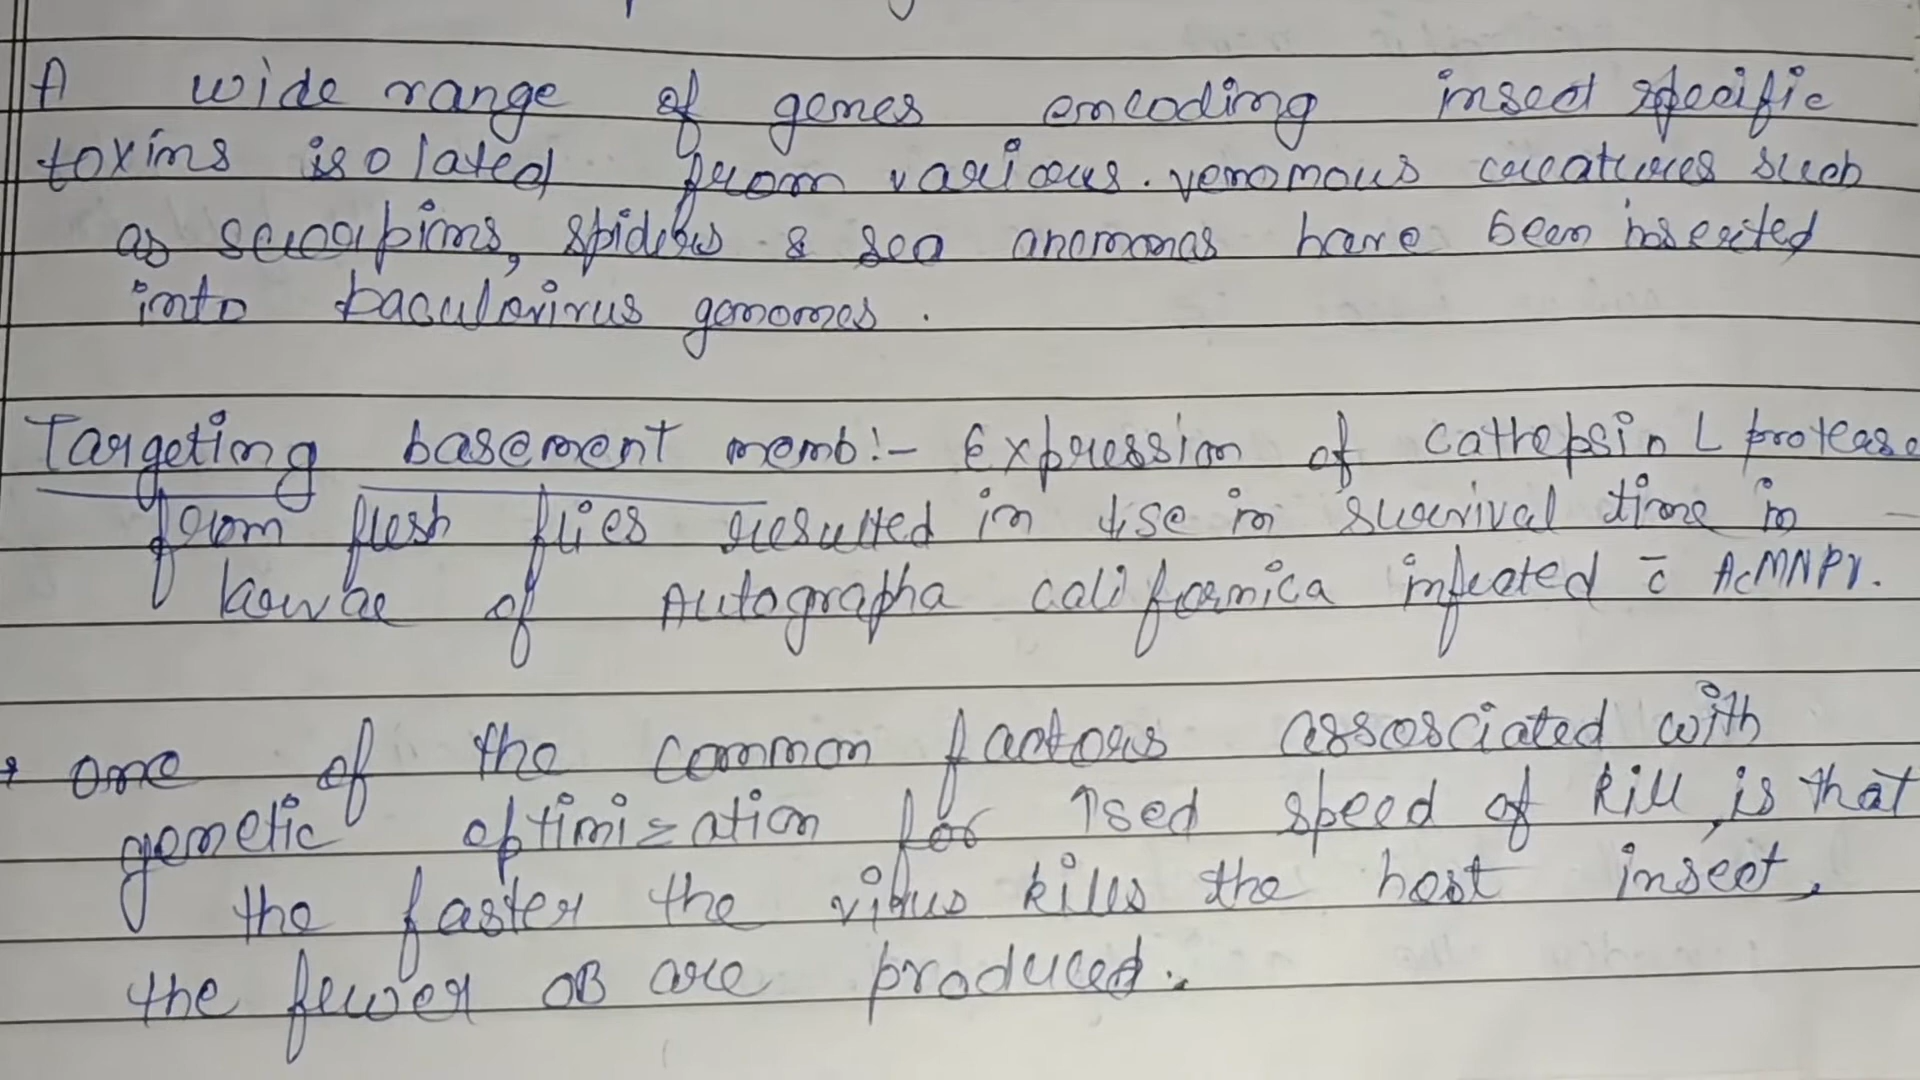 A wide range of genes encoding insect specific
toxins isolated from various venomous creatures such
as scorpions, spiders & sea anemones have been inserted
into baculovirus genomes.
Targeting basement memb:- Expression of cathepsin L protease
from flesh flies resulted in ↓se in survival time in
larvae of Autographa californica infected c̄ AcMNPV.
* one of the common factors assosciated with
genetic optimization for ↑sed speed of kill, is that
the faster the virus kills the host insect,
the fewer OB are produced.